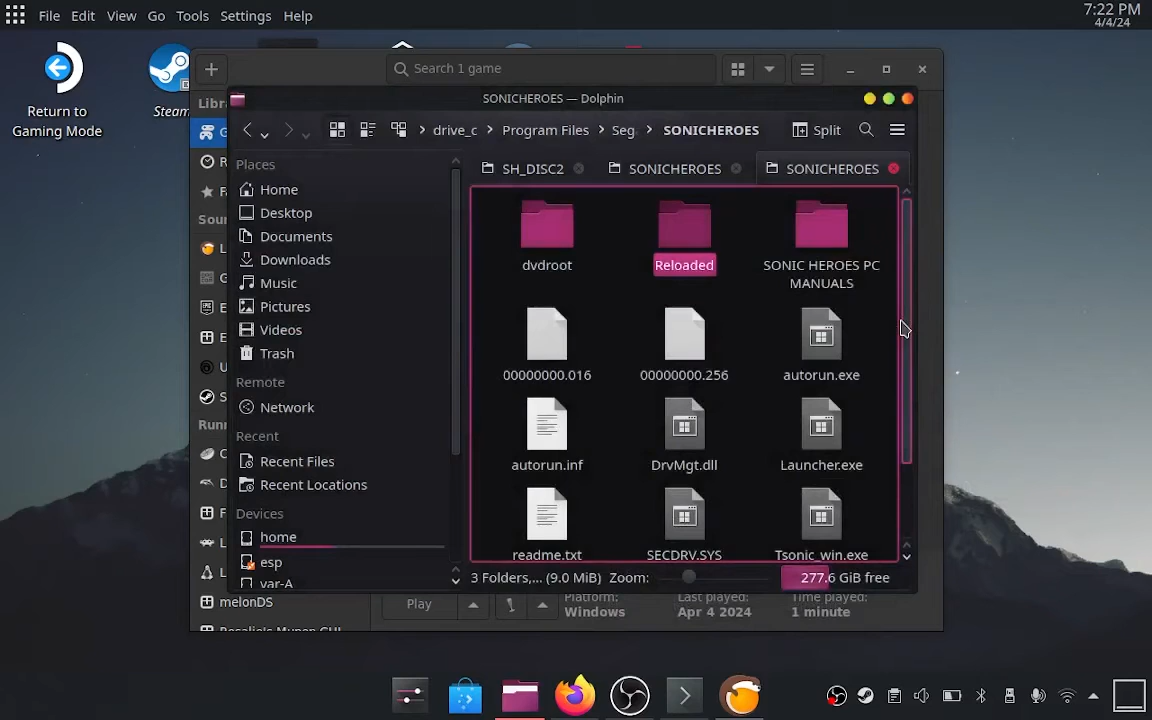 File Edit View Go Tools Settings Help
7:22 PM
4/4/24
Return to
Gaming Mode
Steam
Search 1 game
SONICHEROES — Dolphin
drive_c
Program Files
Seg
SONICHEROES
Split
SH_DISC2
SONICHEROES
SONICHEROES
Places
Home
Desktop
Documents
Downloads
Music
Pictures
Videos
Trash
Remote
Network
Recent
Recent Files
Recent Locations
Devices
home
esp
var-A
dvdroot
Reloaded
SONIC HEROES PC
MANUALS
00000000.016
00000000.256
autorun.exe
autorun.inf
DrvMgt.dll
Launcher.exe
readme.txt
SECDRV.SYS
Tsonic_win.exe
3 Folders,... (9.0 MiB)
Zoom:
277.6 GiB free
melonDS
Rosalie's Mupen GUI
Play
Platform:
Windows
Last played:
Apr 4 2024
Time played:
1 minute